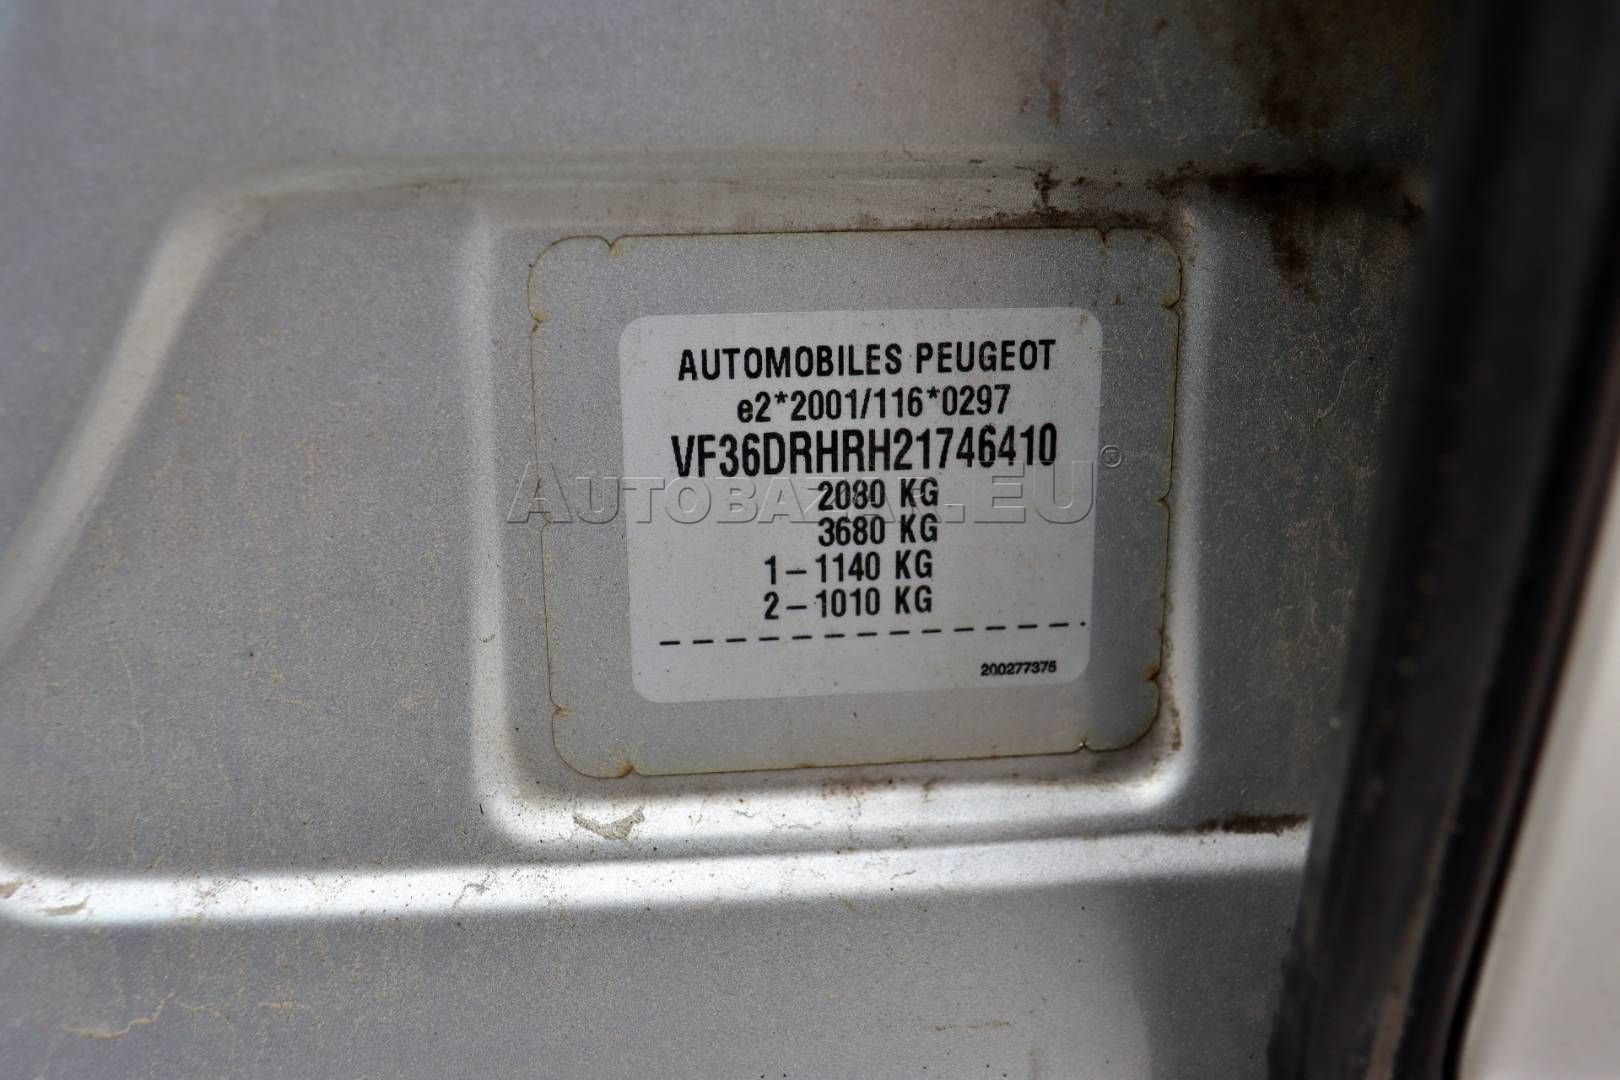 AUTOMOBILES PEUGEOT
e2*2001/116*0297
VF36DRHRH21746410
AUTOBAZAR.EU®
2080 KG
3680 KG
1-1140 KG
2-1010 KG
200277375